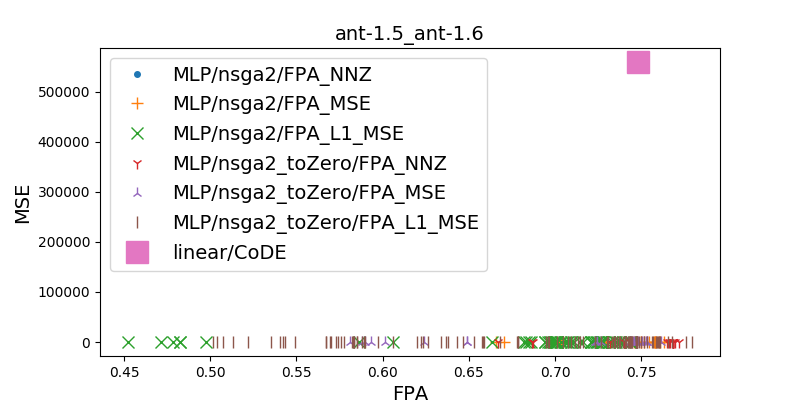 ant-1.5_ant-1.6
MLP/nsga2/FPA_NNZ
MLP/nsga2/FPA_MSE
MLP/nsga2/FPA_L1_MSE
MLP/nsga2_toZero/FPA_NNZ
MLP/nsga2_toZero/FPA_MSE
MLP/nsga2_toZero/FPA_L1_MSE
linear/CoDE
MSE
500000
400000
300000
200000
100000
0
0.45 0.50 0.55 0.60 0.65 0.70 0.75
FPA